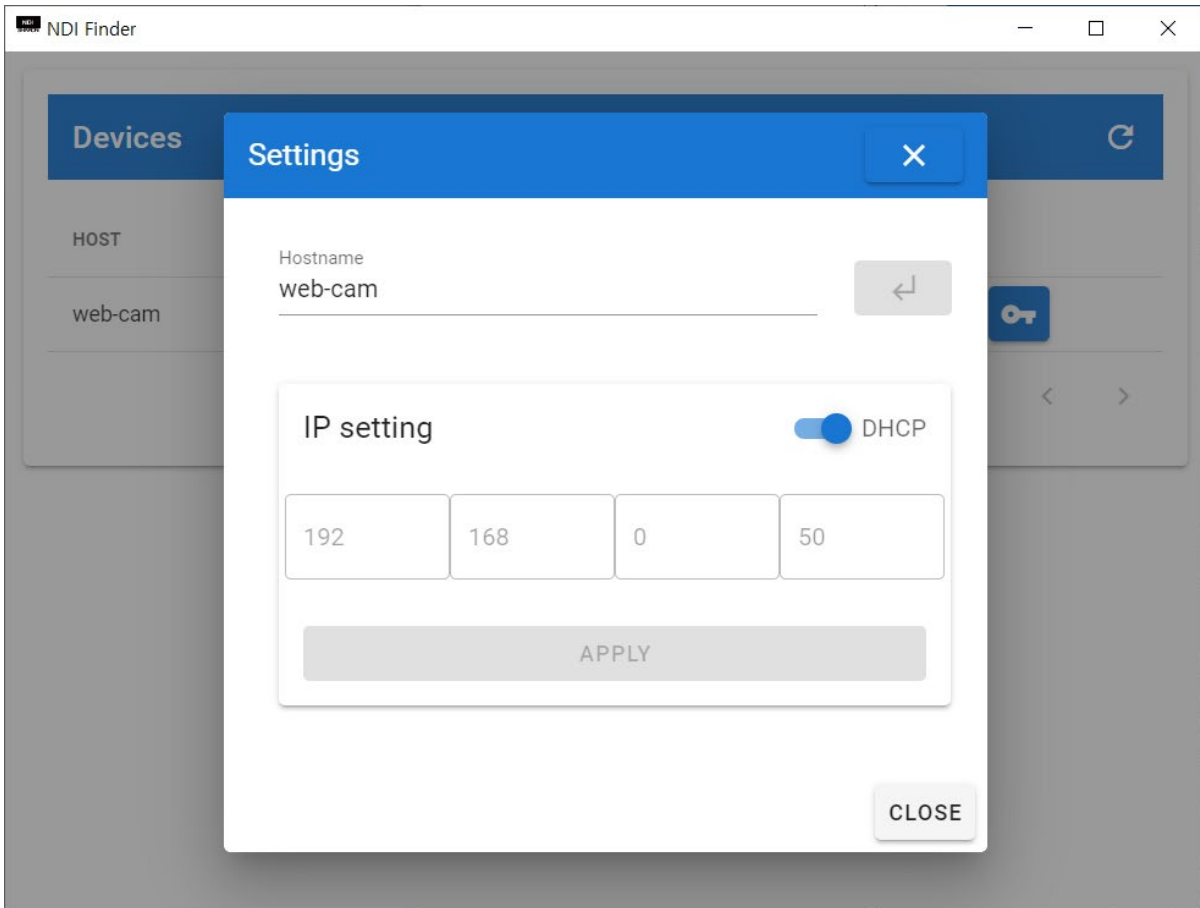 NDI Finder
Devices
Settings
HOST
Hostname
web-cam
web-cam
IP setting
DHCP
192 168 0 50
APPLY
CLOSE